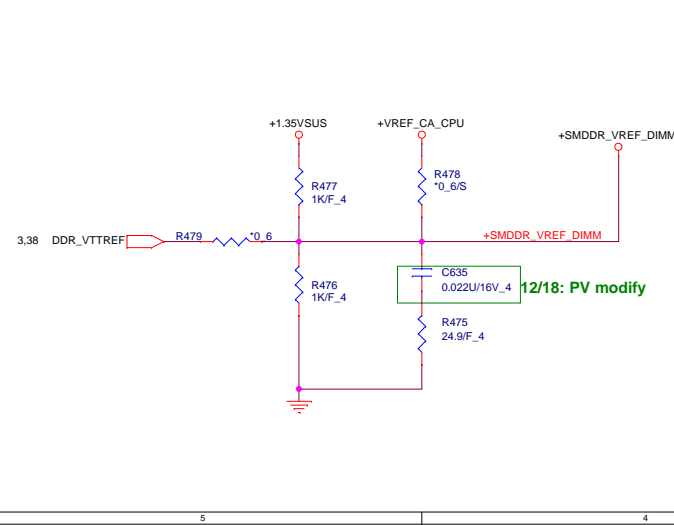 +1.35VSUS
+VREF_CA_CPU
+SMDDR_VREF_DIMM
R477
1K/F_4
R478
*0_6/S
3,38 DDR_VTTREF
R479
*0_6
+SMDDR_VREF_DIMM
R476
1K/F_4
C635
0.022U/16V_4
12/18: PV modify
R475
24.9/F_4
5
4